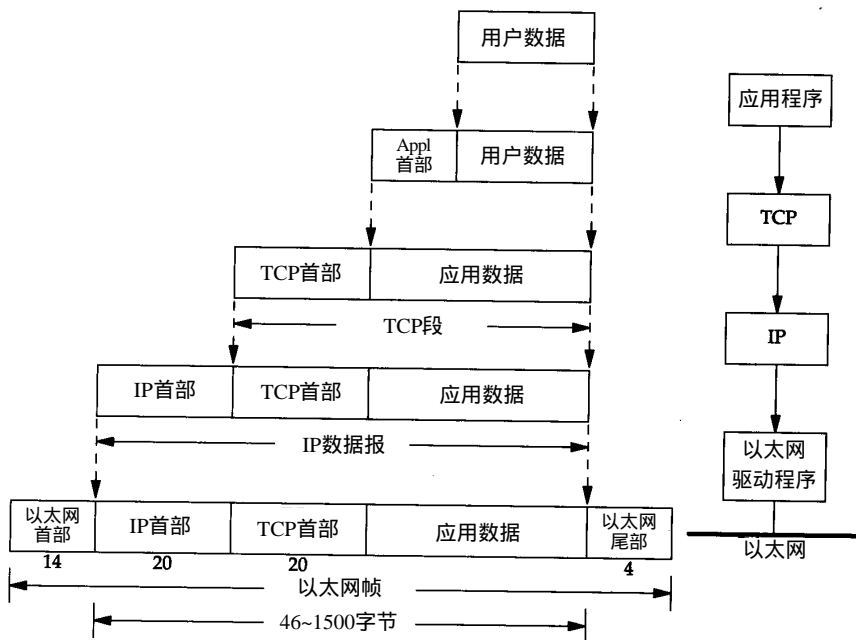 用户数据
应用程序
Appl
首部
用户数据
TCP
TCP首部
应用数据
TCP段
IP
IP首部
TCP首部
应用数据
IP数据报
以太网
驱动程序
以太网
首部
IP首部
TCP首部
应用数据
以太网
尾部
以太网
14
20
20
4
以太网帧
46~1500字节